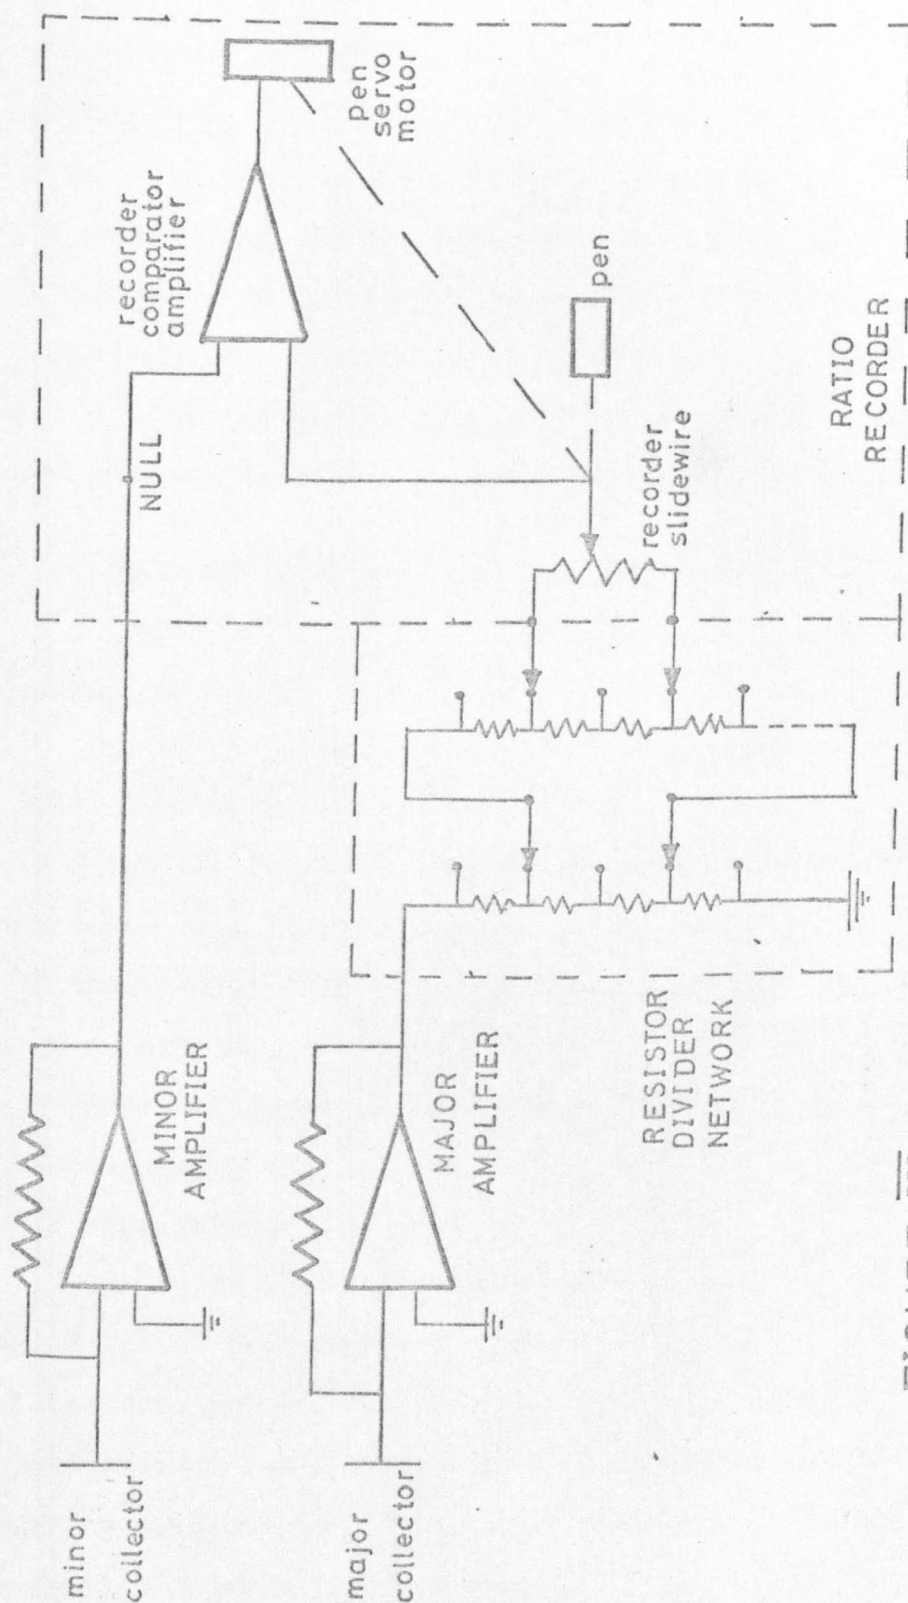 minor
collector
major
collector
MINOR
AMPLIFIER
MAJOR
AMPLIFIER
RESISTOR
DIVIDER
NETWORK
NULL
recorder
comparator
amplifier
pen
servo
motor
recorder
slidewire
pen
RATIO
RECORDER